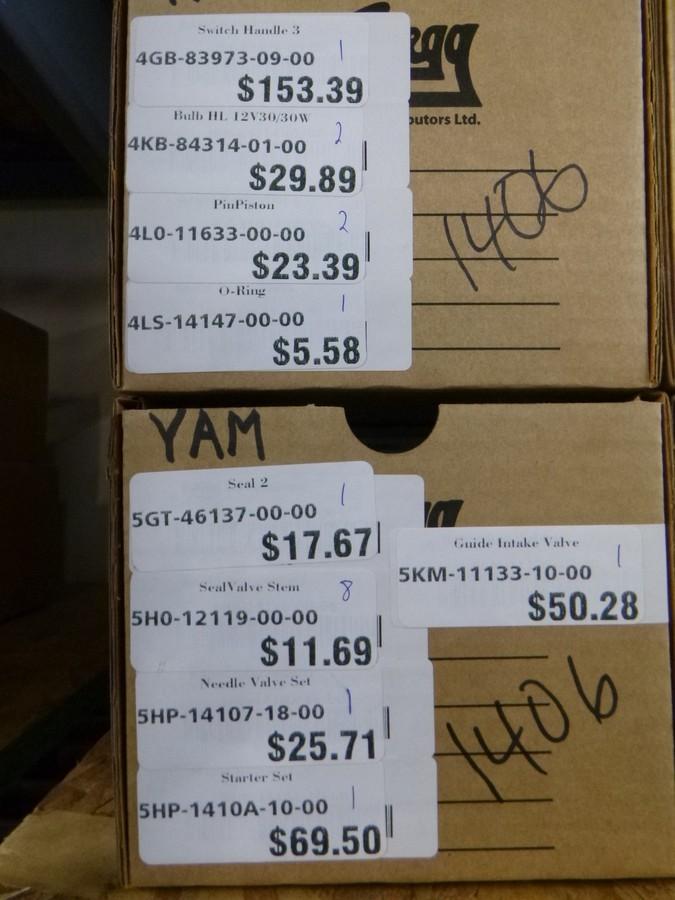 Switch Handle 3
4GB-83973-09-00 1
$153.39
Bulb HL 12V30/30W
4KB-84314-01-00 2
$29.89
PinPiston
4L0-11633-00-00 2
$23.39
O-Ring
4LS-14147-00-00 1
$5.58
utors Ltd.
1406
YAM
Seal 2
5GT-46137-00-00 1
$17.67
SealValve Stem
5H0-12119-00-00 8
$11.69
Needle Valve Set
5HP-14107-18-00 1
$25.71
Starter Set
5HP-1410A-10-00 1
$69.50
Guide Intake Valve
5KM-11133-10-00 1
$50.28
1406